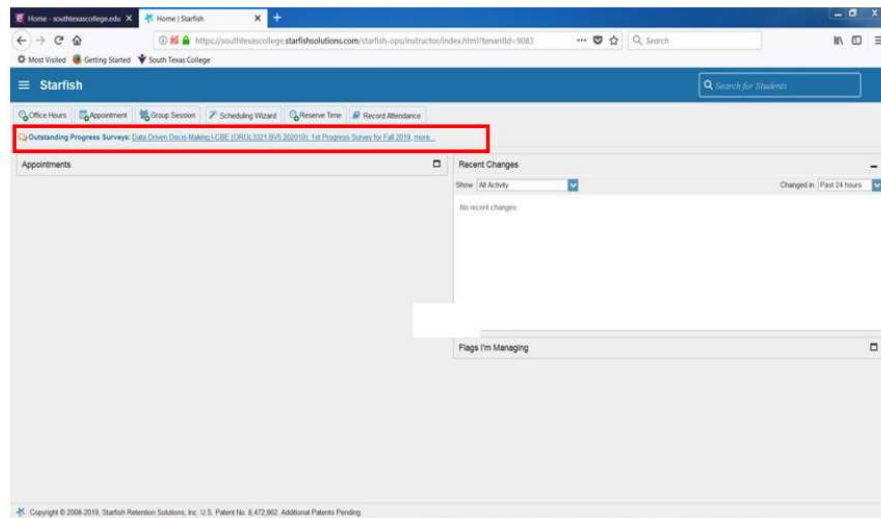 Home - southtexascollege.edu X
Home | Starfish X +
https://southtexascollege.starfishsolutions.com/starfish-ops/instructor/index.html?tenantId=9083
Search
Most Visited Getting Started South Texas College
Starfish
Search for Students
Office Hours Appointment Group Session Scheduling Wizard Reserve Time Record Attendance
Outstanding Progress Surveys: Data Driven Decis-Making I-CBE (ORGL3321.BV5 202010): 1st Progress Survey for Fall 2019, more...
Appointments
Recent Changes
Show All Activity
Changed in Past 24 hours
No recent changes
Flags I'm Managing
Copyright © 2008-2019, Starfish Retention Solutions, Inc. U.S. Patent No. 8,472,862. Additional Patents Pending.